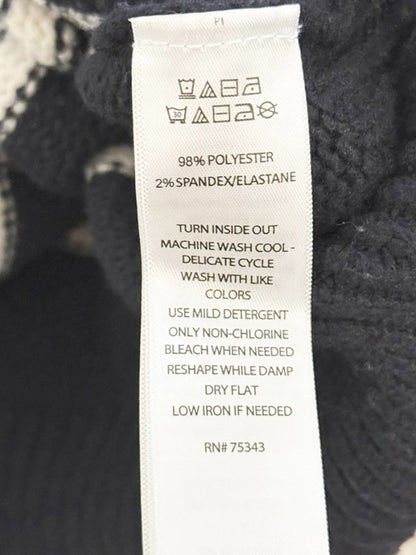 30
98% POLYESTER
2% SPANDEX/ELASTANE
TURN INSIDE OUT
MACHINE WASH COOL -
DELICATE CYCLE
WASH WITH LIKE
COLORS
USE MILD DETERGENT
ONLY NON-CHLORINE
BLEACH WHEN NEEDED
RESHAPE WHILE DAMP
DRY FLAT
LOW IRON IF NEEDED
RN# 75343